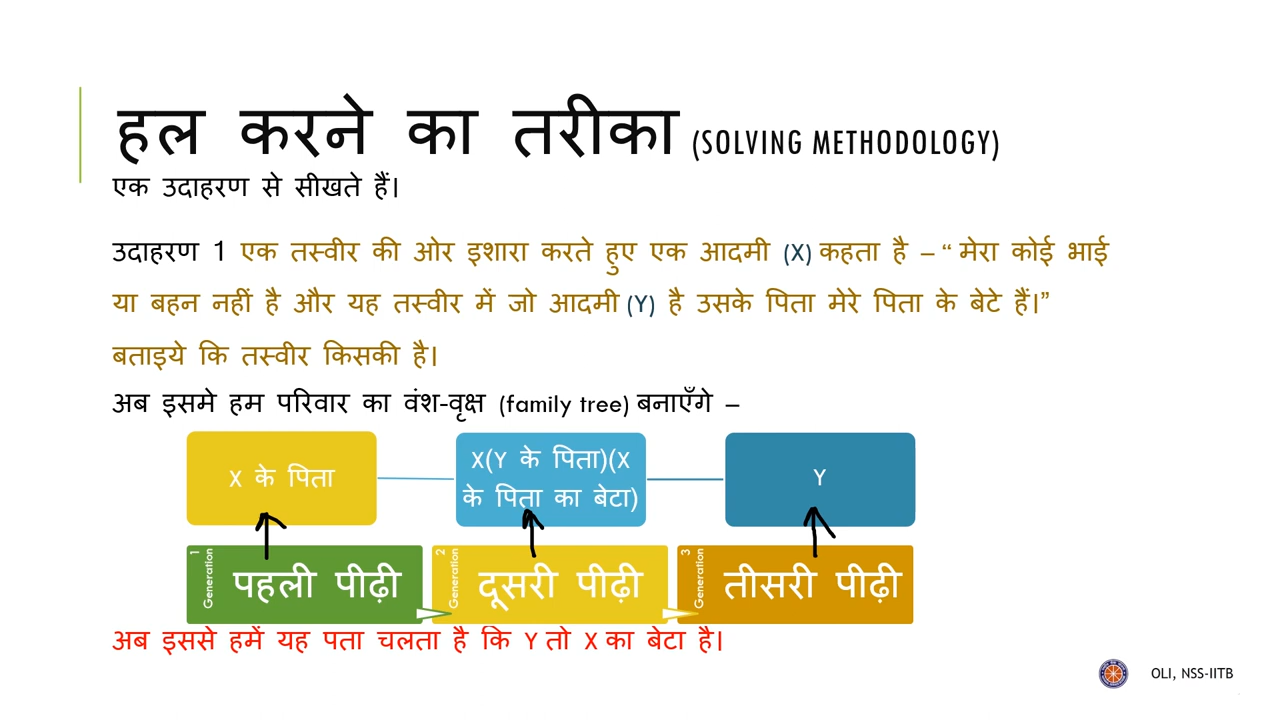 हल करने का तरीका (SOLVING METHODOLOGY)
एक उदाहरण से सीखते हैं।
उदाहरण 1 एक तस्वीर की ओर इशारा करते हुए एक आदमी (X) कहता है – “ मेरा कोई भाई
या बहन नहीं है और यह तस्वीर में जो आदमी (Y) है उसके पिता मेरे पिता के बेटे हैं।”
बताइये कि तस्वीर किसकी है।
अब इसमे हम परिवार का वंश-वृक्ष (family tree) बनाएँगे –
X के पिता
X(Y के पिता)(X
के पिता का बेटा)
Y
Generation 1
पहली पीढ़ी
Generation 2
दूसरी पीढ़ी
Generation 3
तीसरी पीढ़ी
अब इससे हमें यह पता चलता है कि Y तो X का बेटा है।
OLI, NSS-IITB